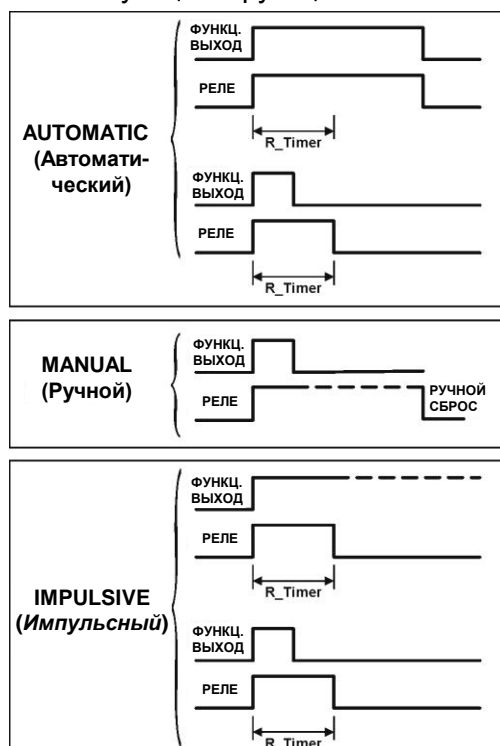 ФУНКЦ.
ВЫХОД
РЕЛЕ
AUTOMATIC
(Автомати-
ческий)
R_Timer
ФУНКЦ.
ВЫХОД
РЕЛЕ
R_Timer
MANUAL
(Ручной)
ФУНКЦ.
ВЫХОД
РЕЛЕ
РУЧНОЙ
СБРОС
ФУНКЦ.
ВЫХОД
РЕЛЕ
R_Timer
IMPULSIVE
(Импульсный)
ФУНКЦ.
ВЫХОД
РЕЛЕ
R_Timer